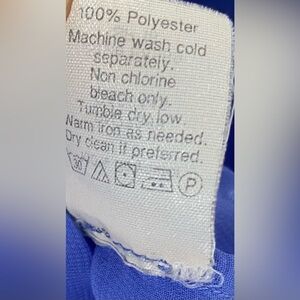 100% Polyester
Machine wash cold
separately.
Non chlorine
bleach only.
Tumble dry low.
Warm iron as needed.
Dry clean if preferred.
30 P